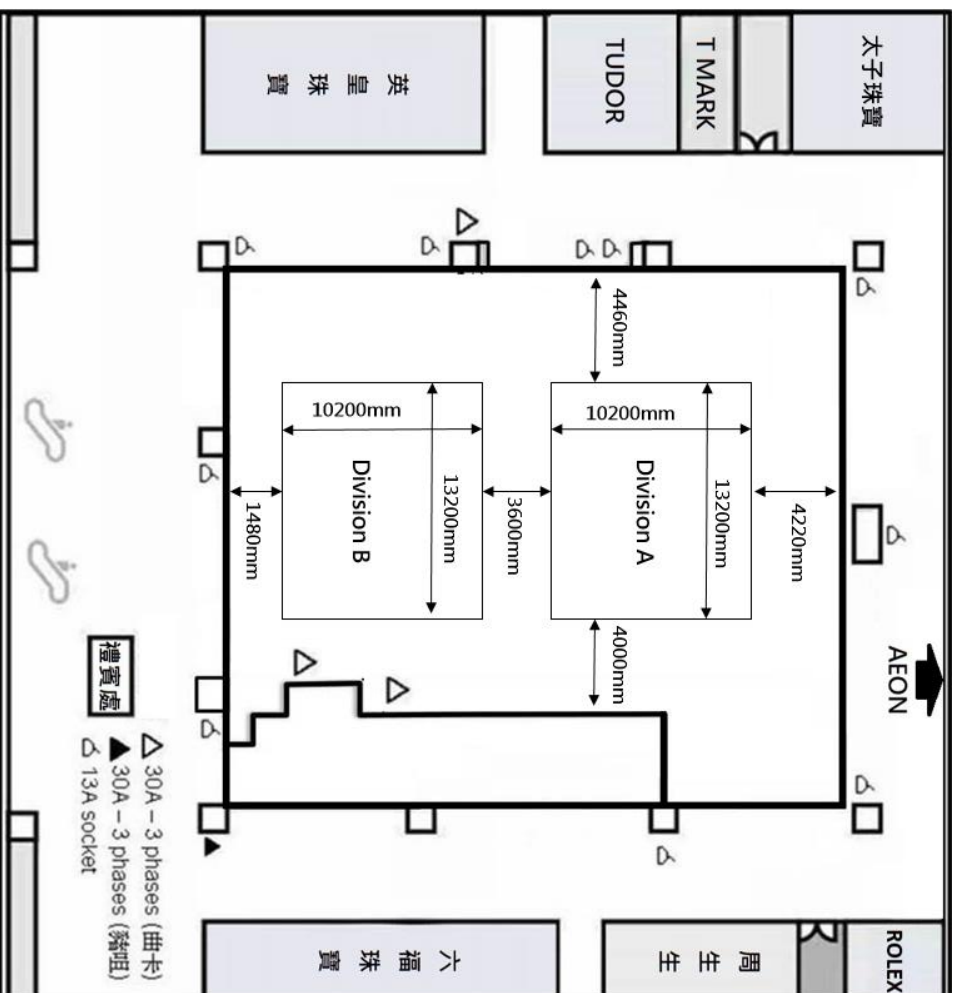 英皇珠寶
TUDOR
T MARK
太子珠寶
4460mm
10200mm
10200mm
Division B
13200mm
Division A
13200mm
1480mm
3600mm
4220mm
4000mm
AEON
禮賓處
30A – 3 phases (曲卡)
30A – 3 phases (豬咀)
13A socket
六福珠寶
周生生
ROLEX